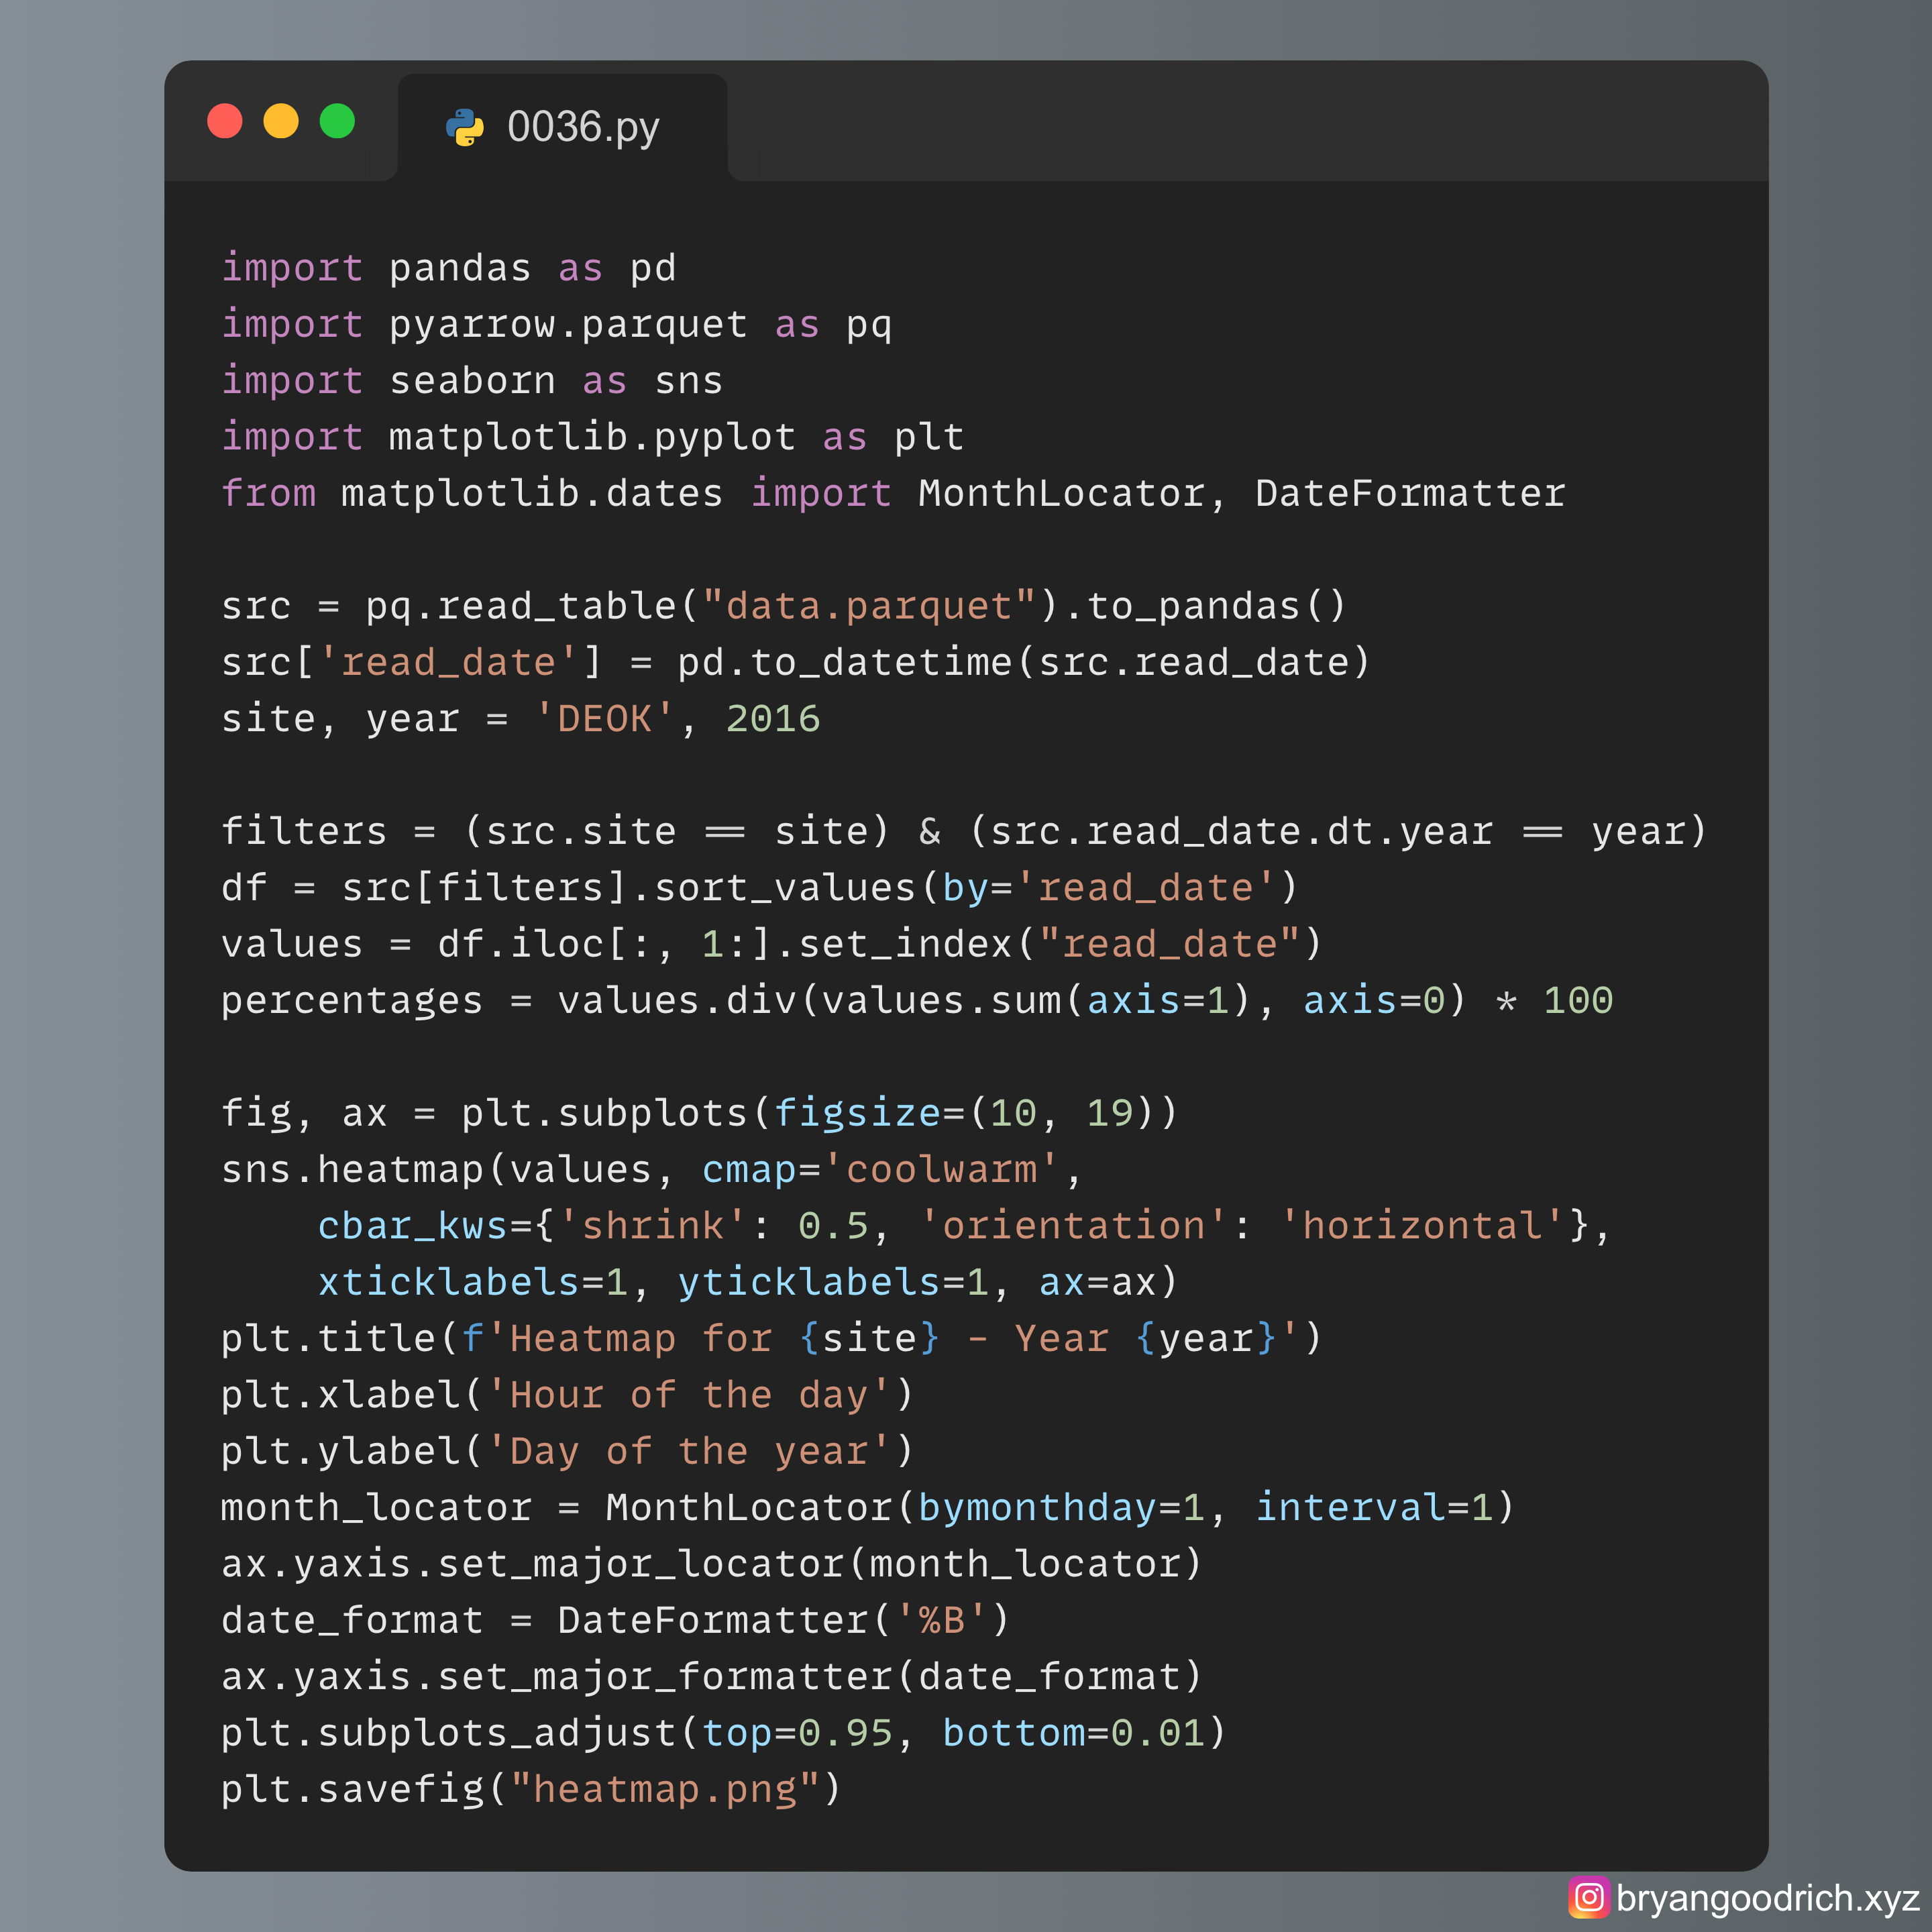 0036.py
import pandas as pd
import pyarrow.parquet as pq
import seaborn as sns
import matplotlib.pyplot as plt
from matplotlib.dates import MonthLocator, DateFormatter

src = pq.read_table("data.parquet").to_pandas()
src['read_date'] = pd.to_datetime(src.read_date)
site, year = 'DEOK', 2016

filters = (src.site == site) & (src.read_date.dt.year == year)
df = src[filters].sort_values(by='read_date')
values = df.iloc[:, 1:].set_index("read_date")
percentages = values.div(values.sum(axis=1), axis=0) * 100

fig, ax = plt.subplots(figsize=(10, 19))
sns.heatmap(values, cmap='coolwarm',
    cbar_kws={'shrink': 0.5, 'orientation': 'horizontal'},
    xticklabels=1, yticklabels=1, ax=ax)
plt.title(f'Heatmap for {site} - Year {year}')
plt.xlabel('Hour of the day')
plt.ylabel('Day of the year')
month_locator = MonthLocator(bymonthday=1, interval=1)
ax.yaxis.set_major_locator(month_locator)
date_format = DateFormatter('%B')
ax.yaxis.set_major_formatter(date_format)
plt.subplots_adjust(top=0.95, bottom=0.01)
plt.savefig("heatmap.png")
bryangoodrich.xyz